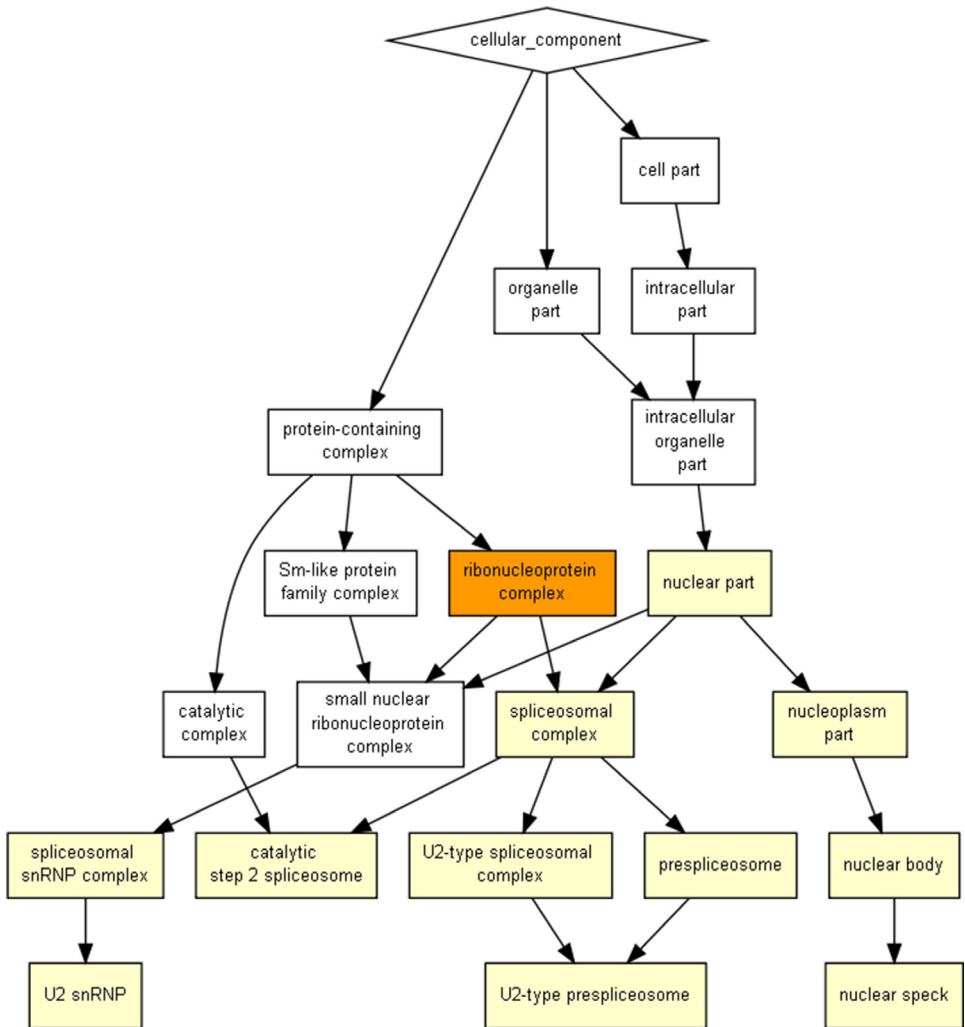 cellular_component
cell part
organelle
part
intracellular
part
protein-containing
complex
intracellular
organelle
part
Sm-like protein
family complex
ribonucleoprotein
complex
nuclear part
catalytic
complex
small nuclear
ribonucleoprotein
complex
spliceosomal
complex
nucleoplasm
part
spliceosomal
snRNP complex
catalytic
step 2 spliceosome
U2-type spliceosomal
complex
prespliceosome
nuclear body
U2 snRNP
U2-type prespliceosome
nuclear speck